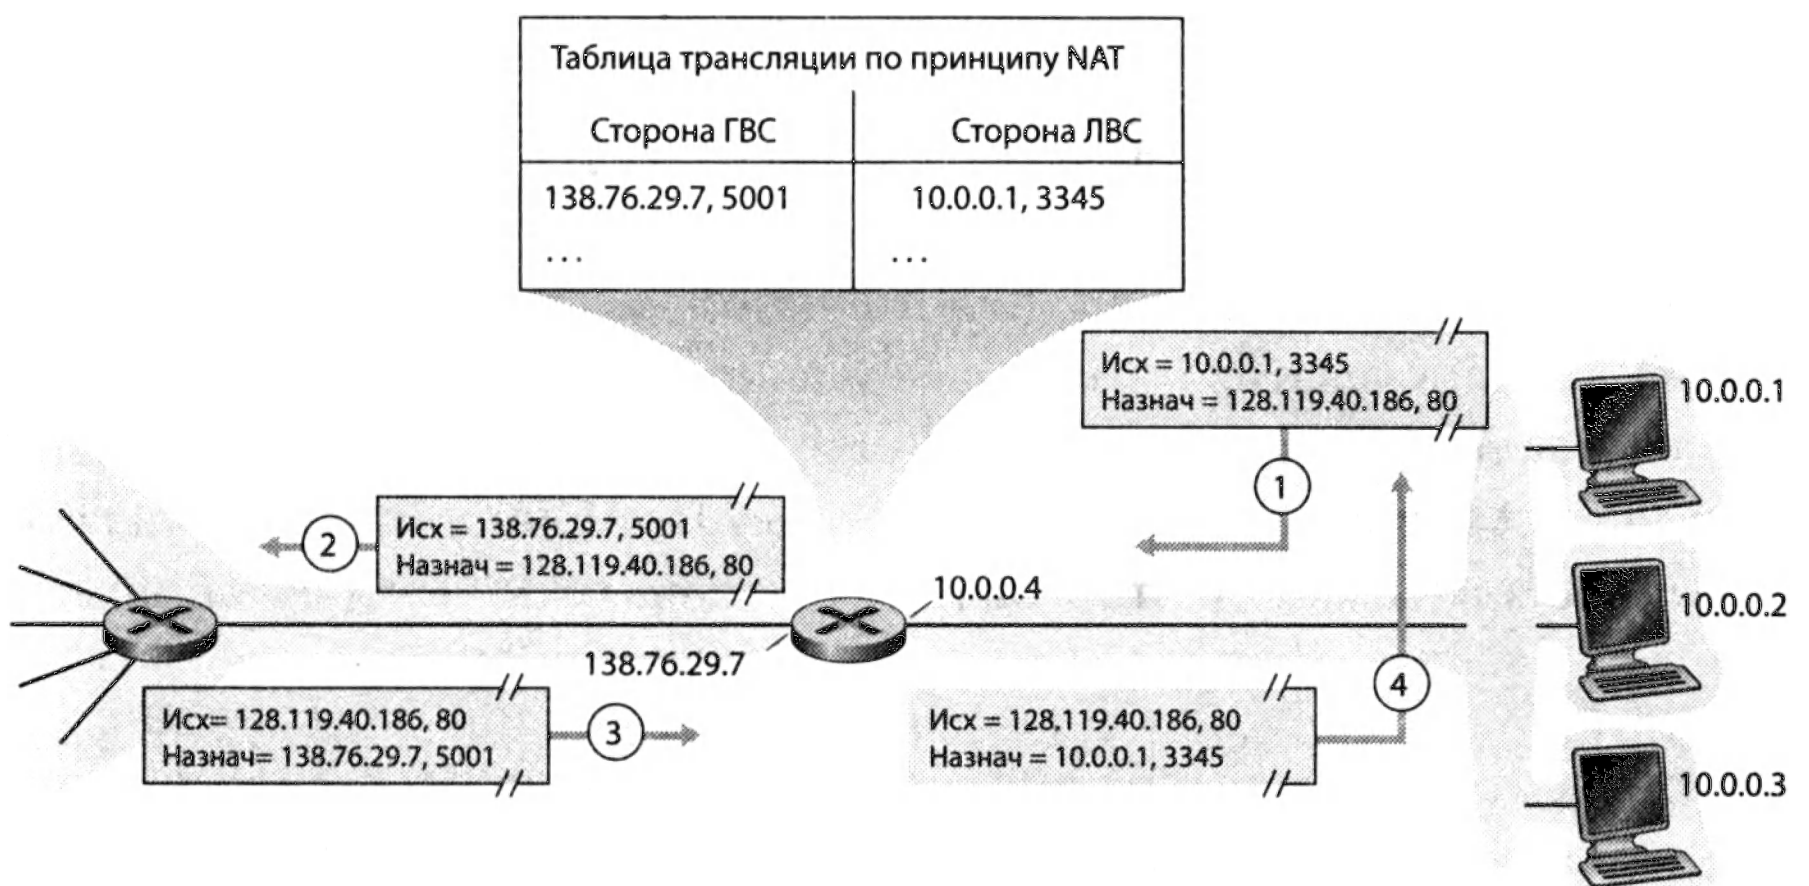 Таблица трансляции по принципу NAT
Сторона ГВС
Сторона ЛВС
138.76.29.7, 5001
10.0.0.1, 3345
...
...
Исх = 10.0.0.1, 3345
Назнач = 128.119.40.186, 80
10.0.0.1
1
Исх = 138.76.29.7, 5001
Назнач = 128.119.40.186, 80
2
10.0.0.4
10.0.0.2
138.76.29.7
4
Исх= 128.119.40.186, 80
Назнач= 138.76.29.7, 5001
3
Исх = 128.119.40.186, 80
Назнач = 10.0.0.1, 3345
10.0.0.3